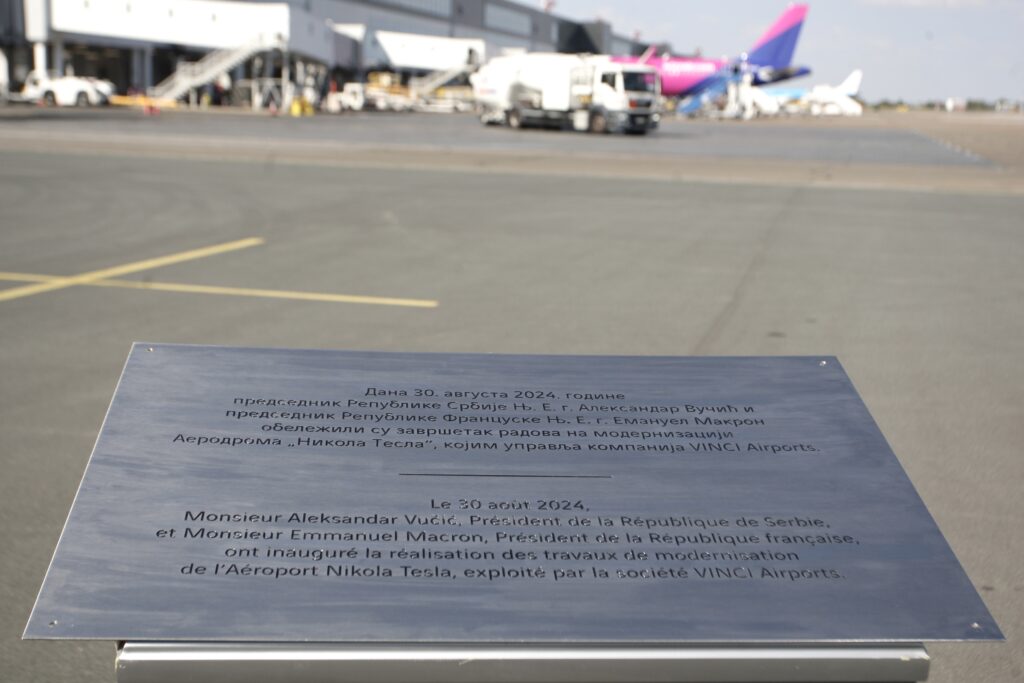 Дана 30. августа 2024. године
председник Републике Србије Њ. Е. г. Александар Вучић и
председник Републике Француске Њ. Е. г. Емануел Макрон
обележили су завршетак радова на модернизацији
Аеродрома „Никола Тесла“, којим управља компанија VINCI Airports.
Le 30 août 2024,
Monsieur Aleksandar Vučić, Président de la République de Serbie,
et Monsieur Emmanuel Macron, Président de la République française,
ont inauguré la réalisation des travaux de modernisation
de l'Aéroport Nikola Tesla, exploité par la société VINCI Airports.